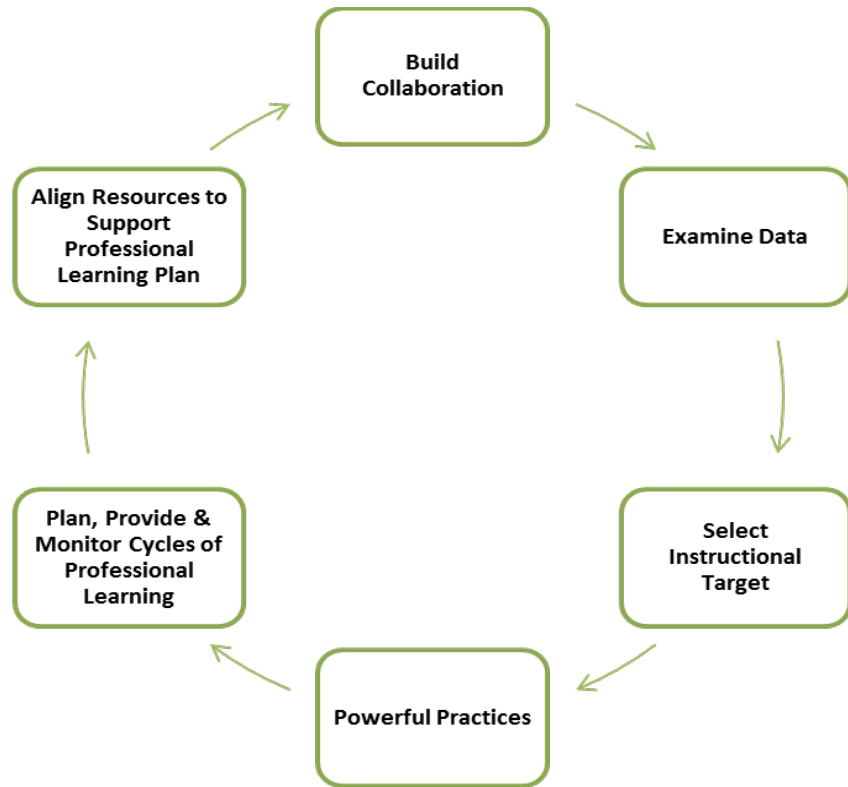 Build
Collaboration
Examine Data
Select
Instructional
Target
Powerful Practices
Plan, Provide &
Monitor Cycles of
Professional
Learning
Align Resources to
Support
Professional
Learning Plan